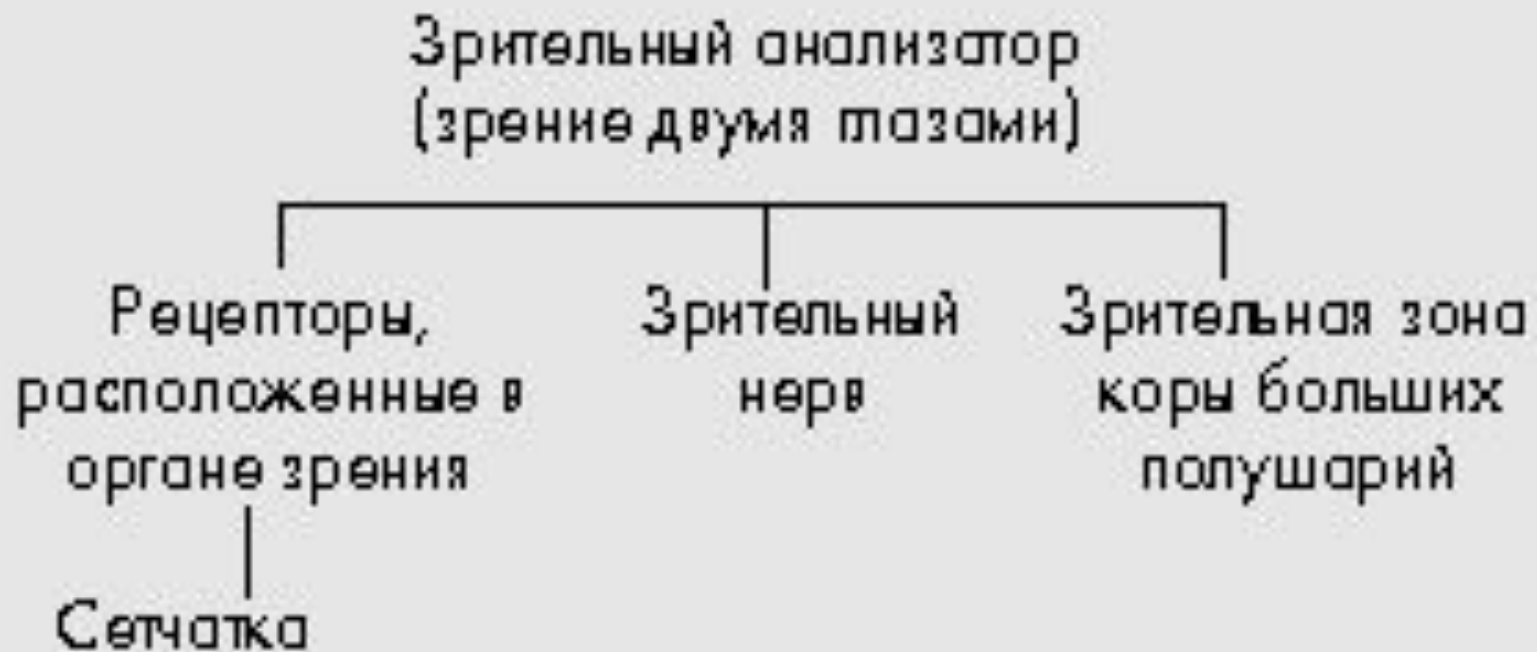 Зрительный анализатор
(зрение двумя глазами)
Рецепторы,
расположенные в
органе зрения
Зрительный
нерв
Зрительная зона
коры больших
полушарий
Сетчатка